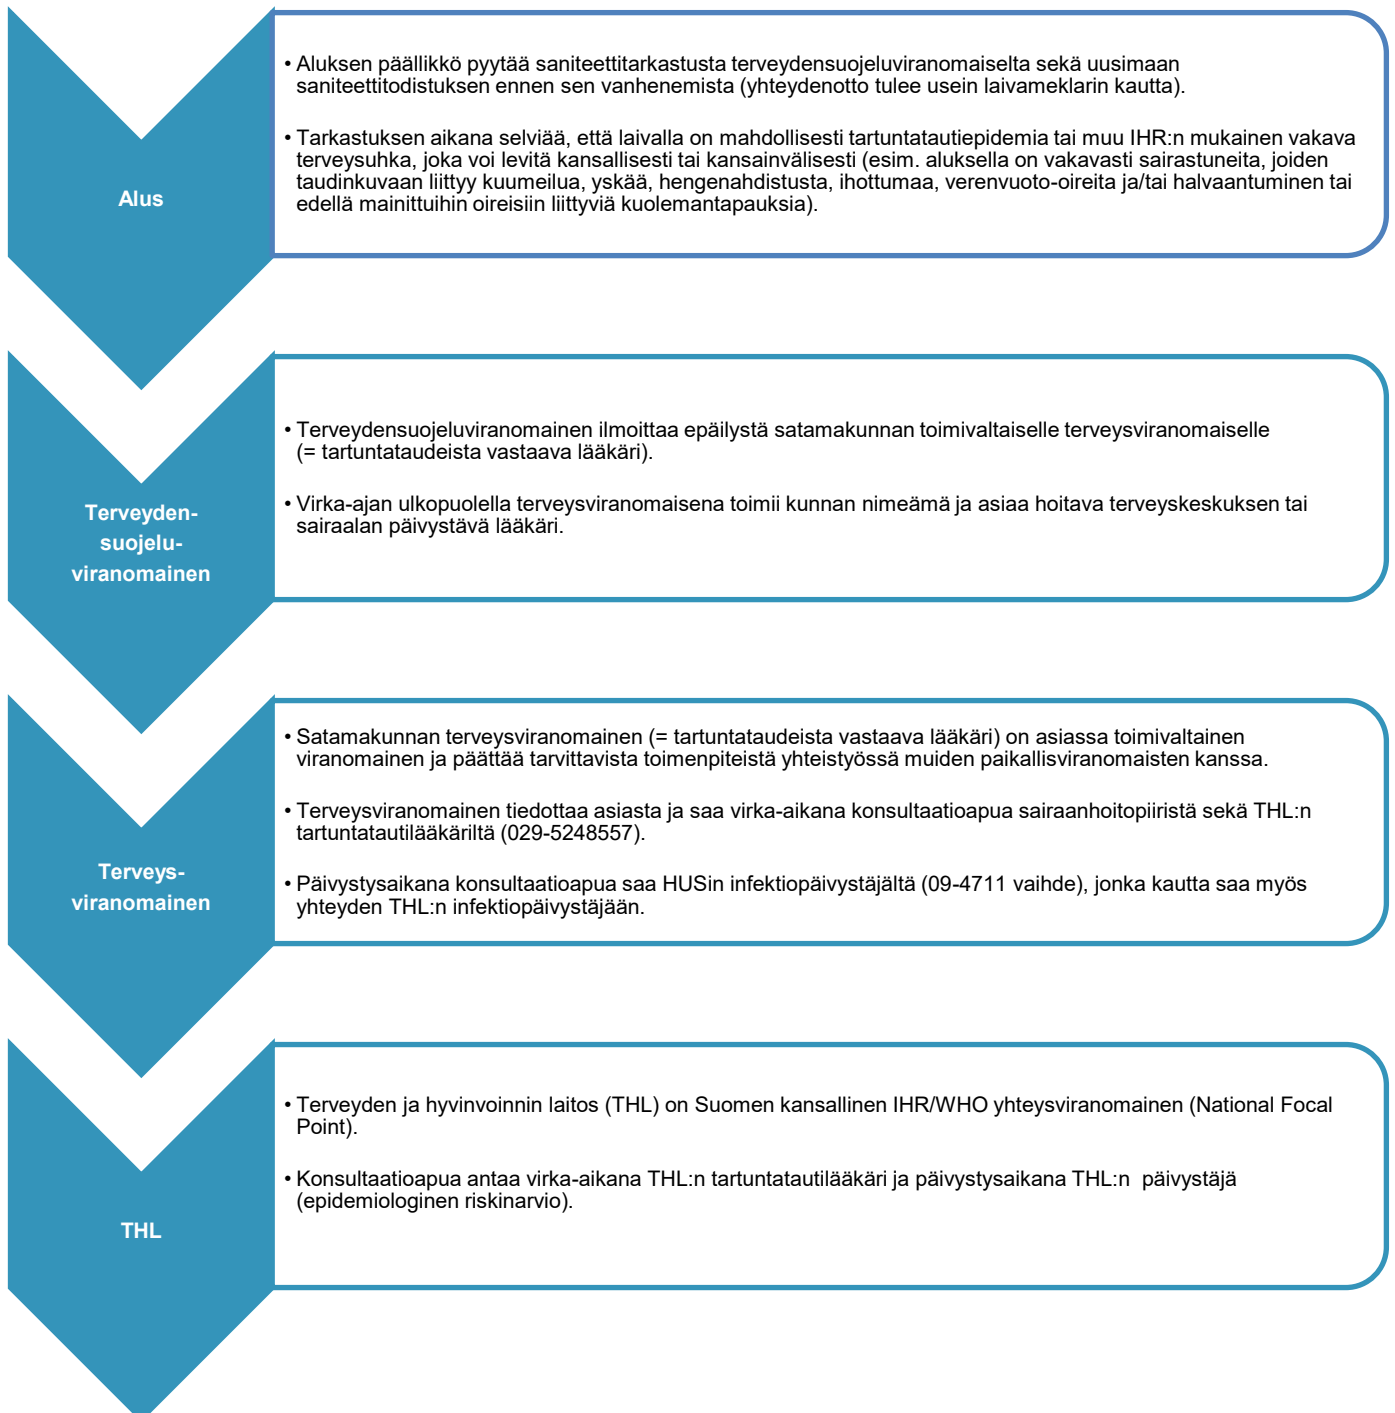 • Aluksen päällikkö pyytää saniteettitarkastusta terveydensuojeluviranomaiselta sekä uusimaan
saniteettitodistuksen ennen sen vanhenemista (yhteydenotto tulee usein laivameklarin kautta).
• Tarkastuksen aikana selviää, että laivalla on mahdollisesti tartuntatautiepidemia tai muu IHR:n mukainen vakava
terveysuhka, joka voi levitä kansallisesti tai kansainvälisesti (esim. aluksella on vakavasti sairastuneita, joiden
taudinkuvaan liittyy kuumeilua, yskää, hengenahdistusta, ihottumaa, verenvuoto-oireita ja/tai halvaantuminen tai
edellä mainittuihin oireisiin liittyviä kuolemantapauksia).
Alus
• Terveydensuojeluviranomainen ilmoittaa epäilystä satamakunnan toimivaltaiselle terveysviranomaiselle
(= tartuntataudeista vastaava lääkäri).
• Virka-ajan ulkopuolella terveysviranomaisena toimii kunnan nimeämä ja asiaa hoitava terveyskeskuksen tai
sairaalan päivystävä lääkäri.
Terveyden-
suojelu-
viranomainen
• Satamakunnan terveysviranomainen (= tartuntataudeista vastaava lääkäri) on asiassa toimivaltainen
viranomainen ja päättää tarvittavista toimenpiteistä yhteistyössä muiden paikallisviranomaisten kanssa.
• Terveysviranomainen tiedottaa asiasta ja saa virka-aikana konsultaatioapua sairaanhoitopiiristä sekä THL:n
tartuntatautilääkäriltä (029-5248557).
• Päivystysaikana konsultaatioapua saa HUSin infektiopäivystäjältä (09-4711 vaihde), jonka kautta saa myös
yhteyden THL:n infektiopäivystäjään.
Terveys-
viranomainen
• Terveyden ja hyvinvoinnin laitos (THL) on Suomen kansallinen IHR/WHO yhteysviranomainen (National Focal
Point).
• Konsultaatioapua antaa virka-aikana THL:n tartuntatautilääkäri ja päivystysaikana THL:n päivystäjä
(epidemiologinen riskinarvio).
THL